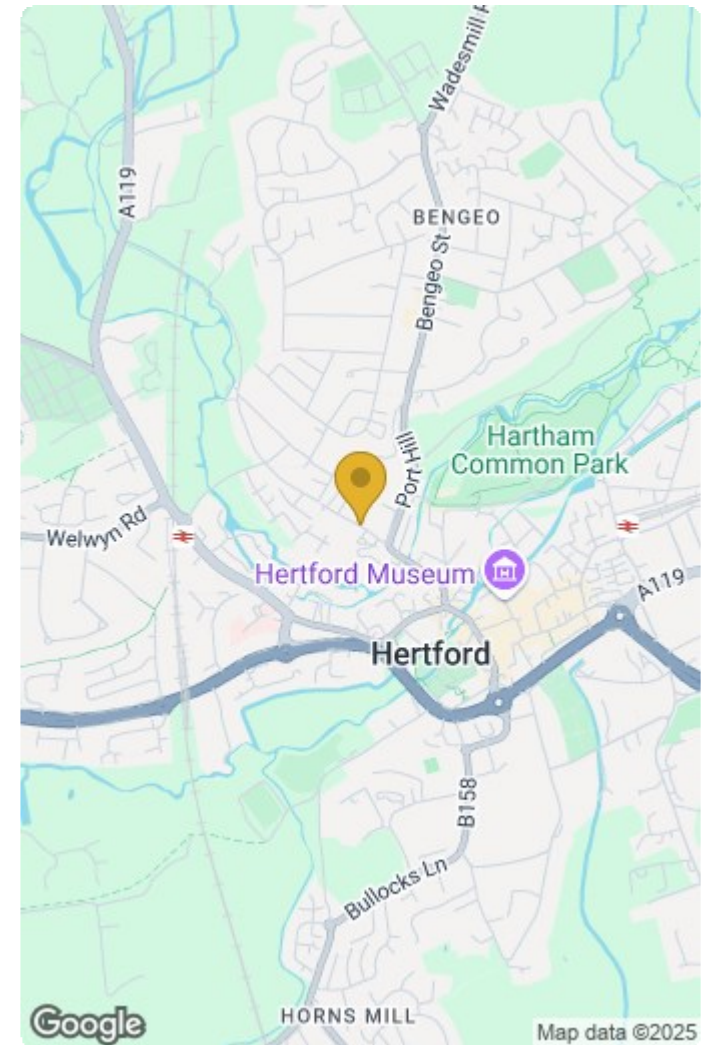 Wadesmill R
A119
BENGEO
Bengeo St
Port Hill
Hartham
Common Park
Welwyn Rd
Hertford Museum
A119
Hertford
B158
Bullocks Ln
HORNS MILL
Google
Map data ©2025